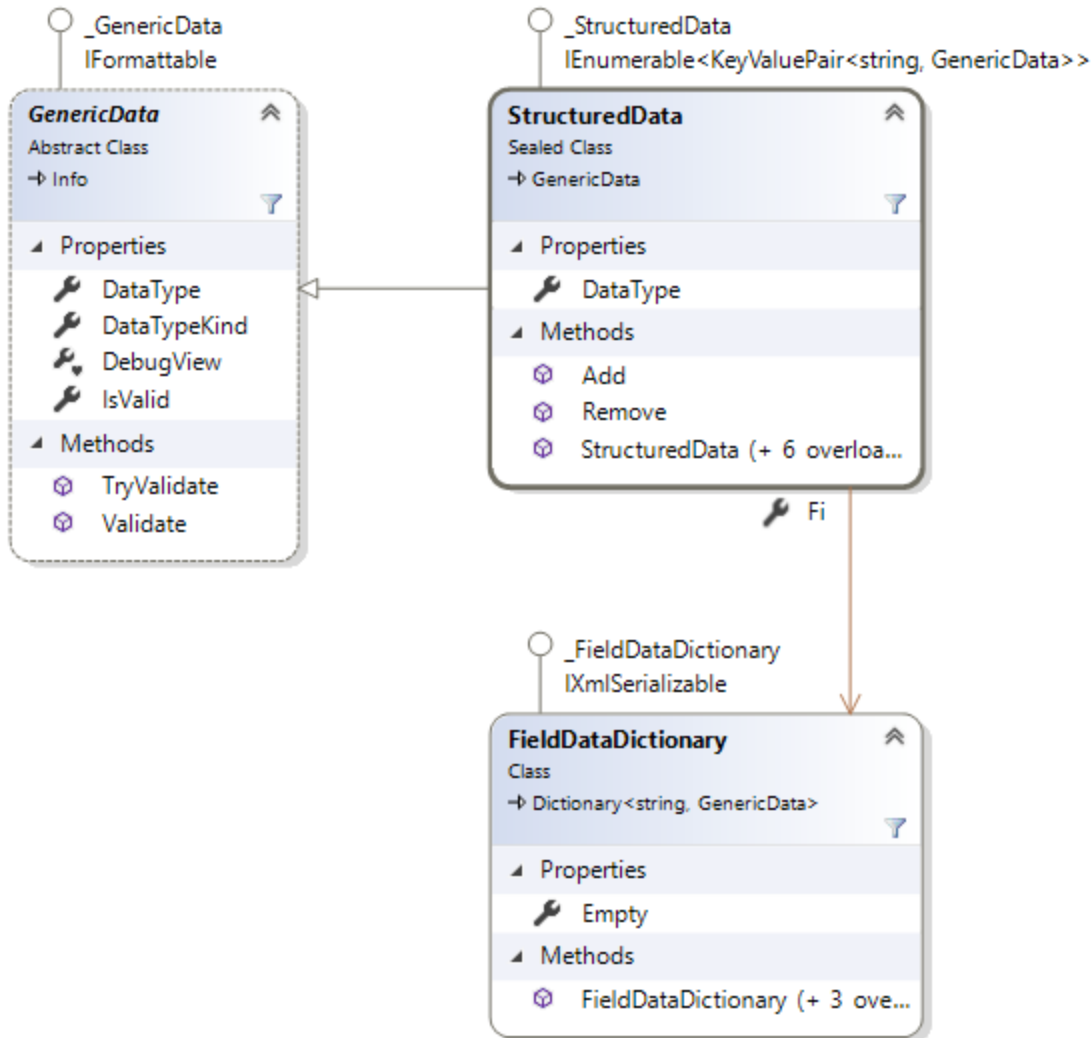 _GenericData
IFormattable
GenericData
Abstract Class
Info
Properties
DataType
DataTypeKind
DebugView
IsValid
Methods
TryValidate
Validate
_StructuredData
IEnumerable<KeyValuePair<string, GenericData>>
StructuredData
Sealed Class
GenericData
Properties
DataType
Methods
Add
Remove
StructuredData (+ 6 overloa...
Fi
_FieldDataDictionary
IXmlSerializable
FieldDataDictionary
Class
Dictionary<string, GenericData>
Properties
Empty
Methods
FieldDataDictionary (+ 3 ove...